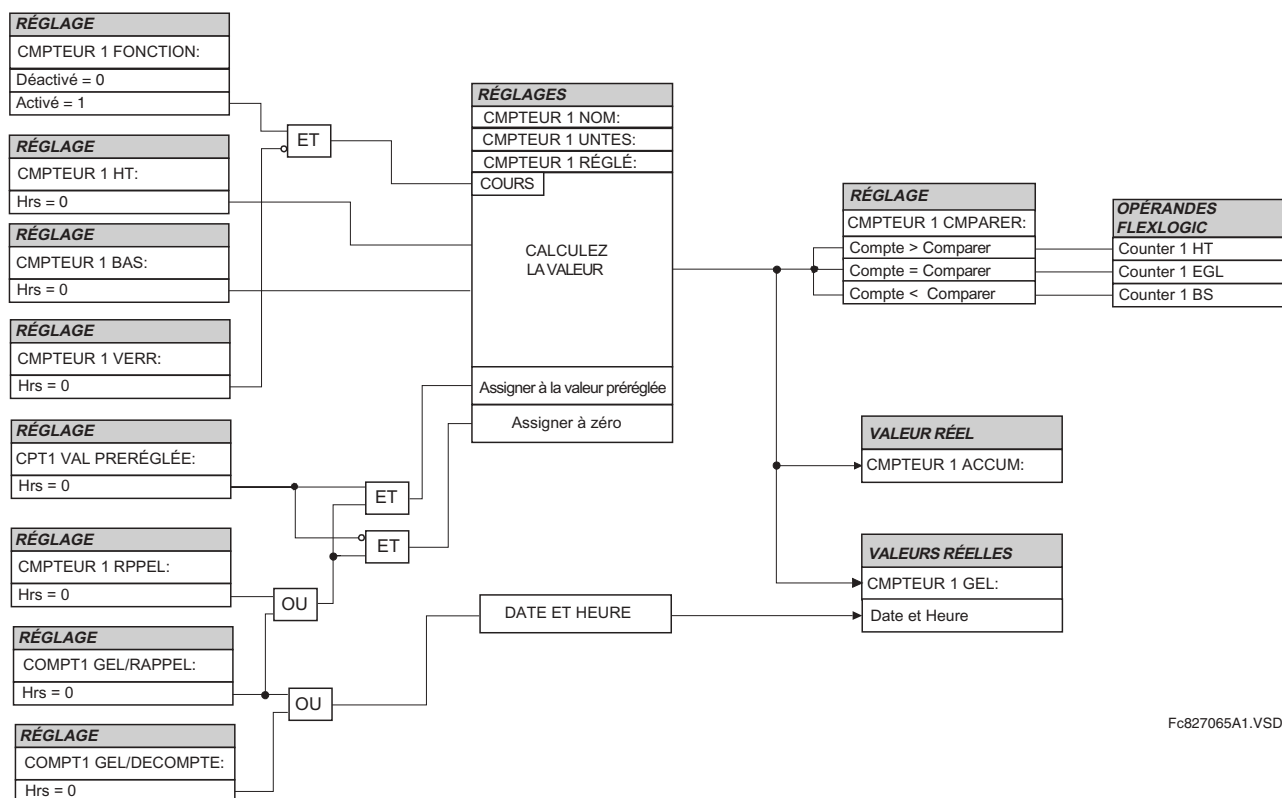 RÉGLAGE
CMPTEUR 1 FONCTION:
Déactivé = 0
Activé = 1
RÉGLAGE
CMPTEUR 1 HT:
Hrs = 0
RÉGLAGE
CMPTEUR 1 BAS:
Hrs = 0
RÉGLAGE
CMPTEUR 1 VERR:
Hrs = 0
RÉGLAGE
CPT1 VAL PRERÉGLÉE:
Hrs = 0
RÉGLAGE
CMPTEUR 1 RPPEL:
Hrs = 0
RÉGLAGE
COMPT1 GEL/RAPPEL:
Hrs = 0
RÉGLAGE
COMPT1 GEL/DECOMPTE:
Hrs = 0
ET
ET
ET
OU
OU
RÉGLAGES
CMPTEUR 1 NOM:
CMPTEUR 1 UNTES:
CMPTEUR 1 RÉGLÉ:
COURS
CALCULEZ
LA VALEUR
Assigner à la valeur préréglée
Assigner à zéro
DATE ET HEURE
RÉGLAGE
CMPTEUR 1 CMPARER:
Compte > Comparer
Compte = Comparer
Compte < Comparer
OPÉRANDES
FLEXLOGIC
Counter 1 HT
Counter 1 EGL
Counter 1 BS
VALEUR RÉEL
CMPTEUR 1 ACCUM:
VALEURS RÉELLES
CMPTEUR 1 GEL:
Date et Heure
Fc827065A1.VSD